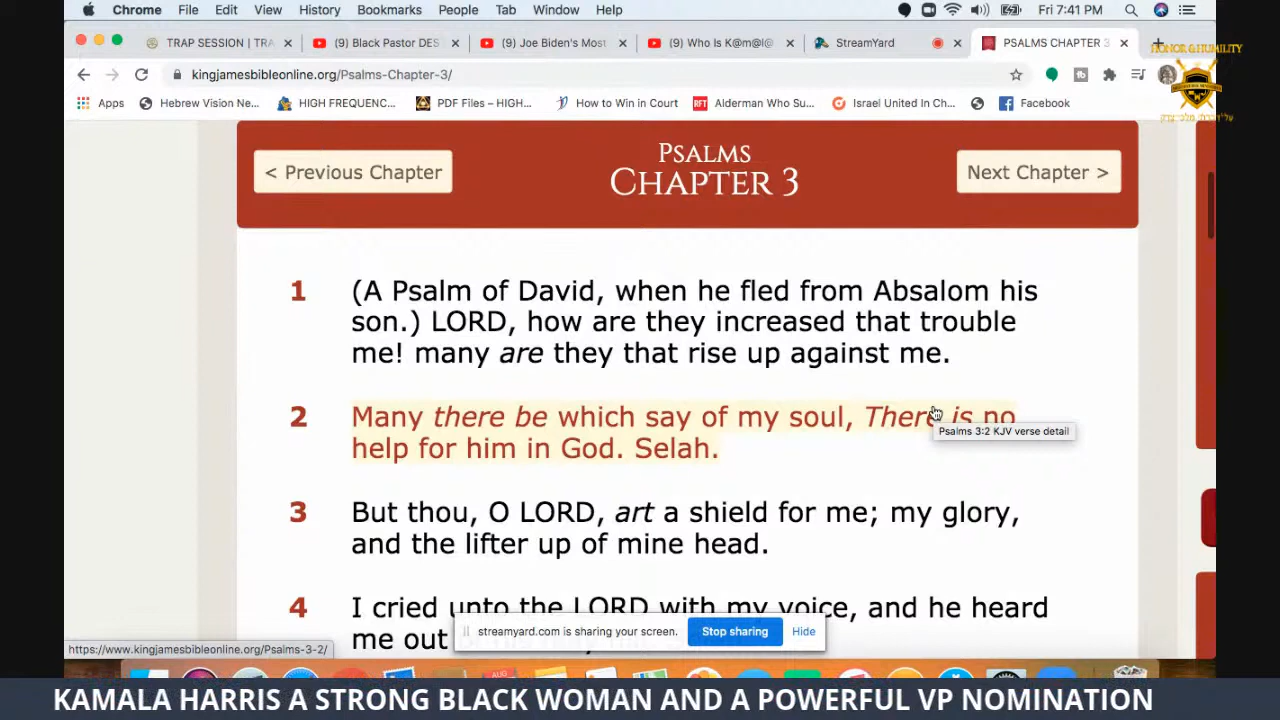 Chrome File Edit View History Bookmarks People Tab Window Help Fri 7:41 PM
TRAP SESSION | TRA (9) Black Pastor DES (9) Joe Biden's Most (9) Who Is K@m@l@ StreamYard PSALMS CHAPTER 3
HONOR & HUMILITY
kingjamesbibleonline.org/Psalms-Chapter-3/
Apps Hebrew Vision Ne... HIGH FREQUENC... PDF Files – HIGH... How to Win in Court RFT Alderman Who Su... Israel United In Ch... Facebook
PSALMS
< Previous Chapter CHAPTER 3 Next Chapter >
1 (A Psalm of David, when he fled from Absalom his
son.) LORD, how are they increased that trouble
me! many are they that rise up against me.
2 Many there be which say of my soul, There is no
Psalms 3:2 KJV verse detail
help for him in God. Selah.
3 But thou, O LORD, art a shield for me; my glory,
and the lifter up of mine head.
4 I cried unto the LORD with my voice, and he heard
me out
streamyard.com is sharing your screen. Stop sharing Hide
https://www.kingjamesbibleonline.org/Psalms-3-2/
KAMALA HARRIS A STRONG BLACK WOMAN AND A POWERFUL VP NOMINATION